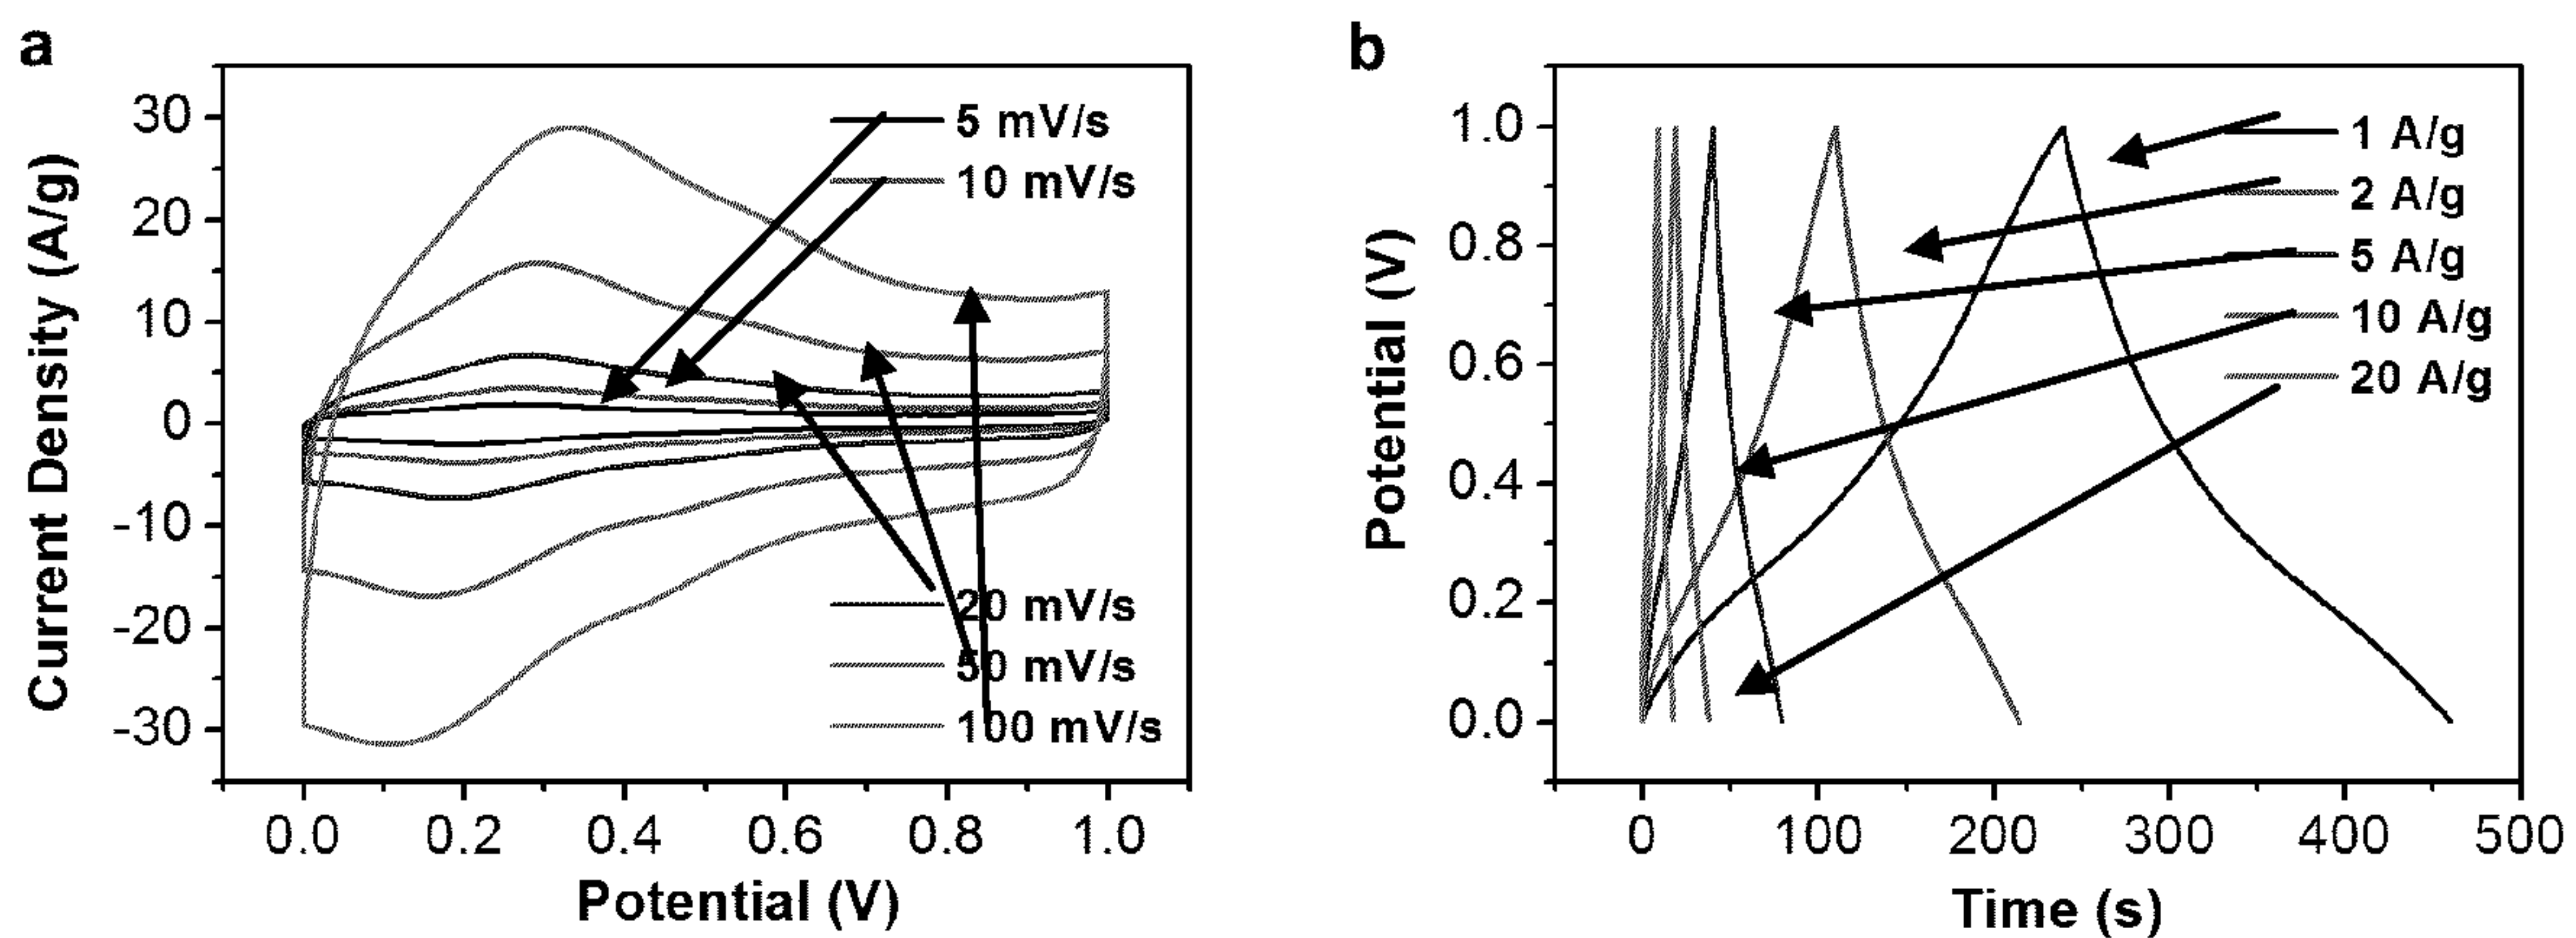 a
30
20
10
0
-10
-20
-30
0.0 0.2 0.4 0.6 0.8 1.0
Current Density (A/g)
Potential (V)
5 mV/s
10 mV/s
20 mV/s
50 mV/s
100 mV/s
b
1.0
0.8
0.6
0.4
0.2
0.0
0 100 200 300 400 500
Potential (V)
Time (s)
1 A/g
2 A/g
5 A/g
10 A/g
20 A/g